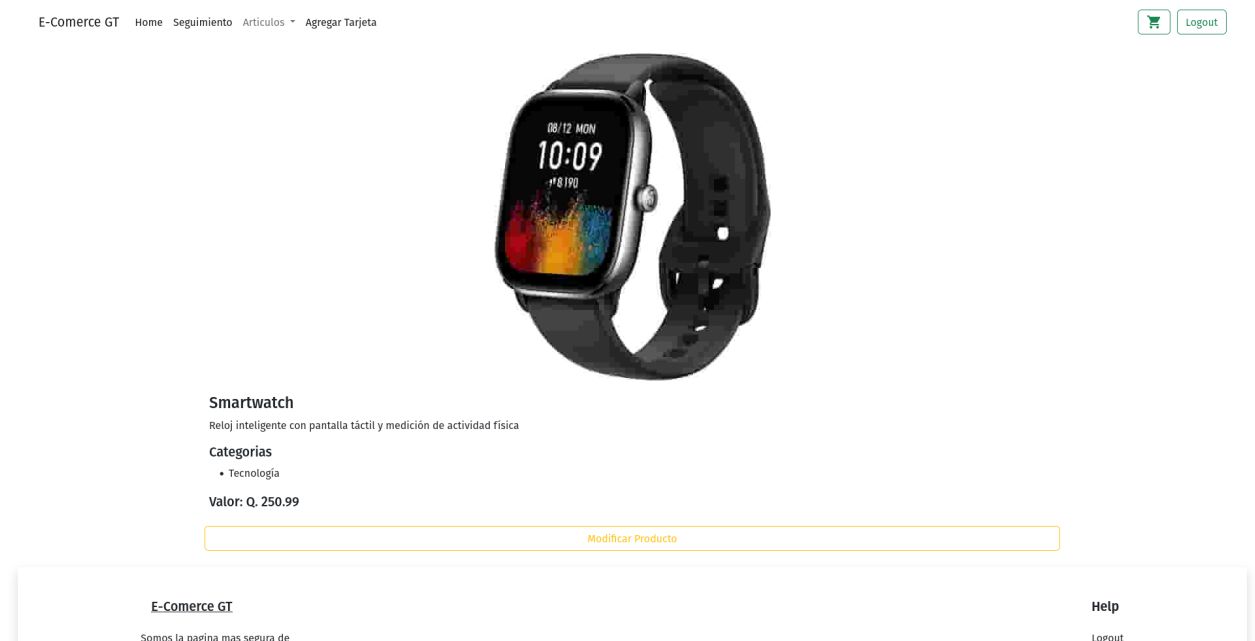 E-Comerce GT Home Seguimiento Articulos Agregar Tarjeta Logout
08/12 MON
10:09
8190
Smartwatch
Reloj inteligente con pantalla táctil y medición de actividad física
Categorias
• Tecnología
Valor: Q. 250.99
Modificar Producto
E-Comerce GT Help
Somos la pagina mas segura de Logout